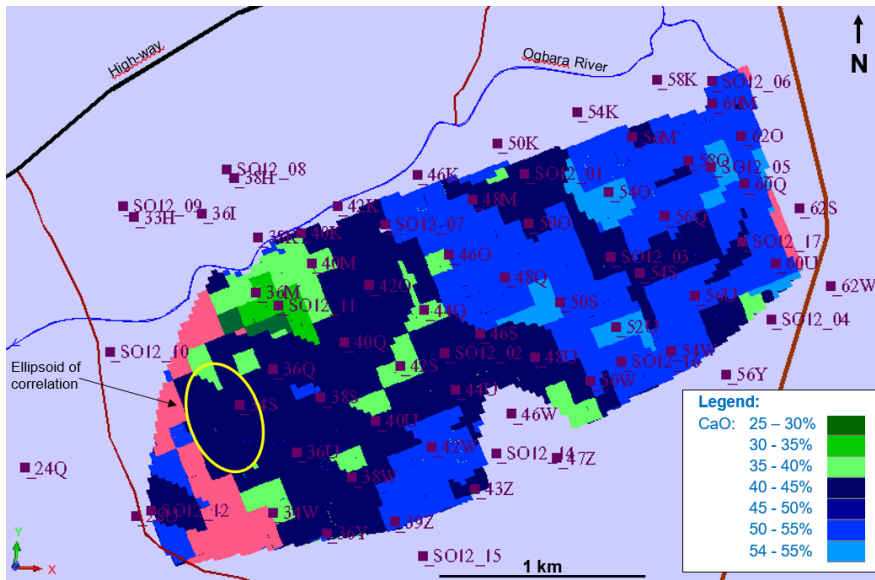 High-way
Ogbara River
N
_58K
_SO12_06
_60M
_54K
_62O
_56M
_50K
_58O
_SO12_05
_SO12_08
_38H
_46K
_SO12_01
_60Q
_54O
_48M
_SO12_09
_33H
_36I
_42K
_62S
_56Q
_SO12_07
_50O
_40K
_SO12_17
_46O
_SO12_03
_40M
_60U
_54S
_48Q
_42O
_62W
_36M
_56U
_SO12_11
_50S
_44Q
_SO12_04
_52U
_46S
_40Q
_SO12_10
_SO12_02
_54W
_48U
_SO12_16
Ellipsoid of
correlation
_36Q
_42S
_56Y
_50W
_44U
_38S
_46W
_40U
_42W
_36U
_SO12_14
_47Z
_24Q
_38W
_43Z
_SO12_12
_34W
_39Z
_36Y
_SO12_15
Y
X
1 km
Legend:
CaO: 25 – 30%
30 - 35%
35 - 40%
40 - 45%
45 - 50%
50 - 55%
54 - 55%